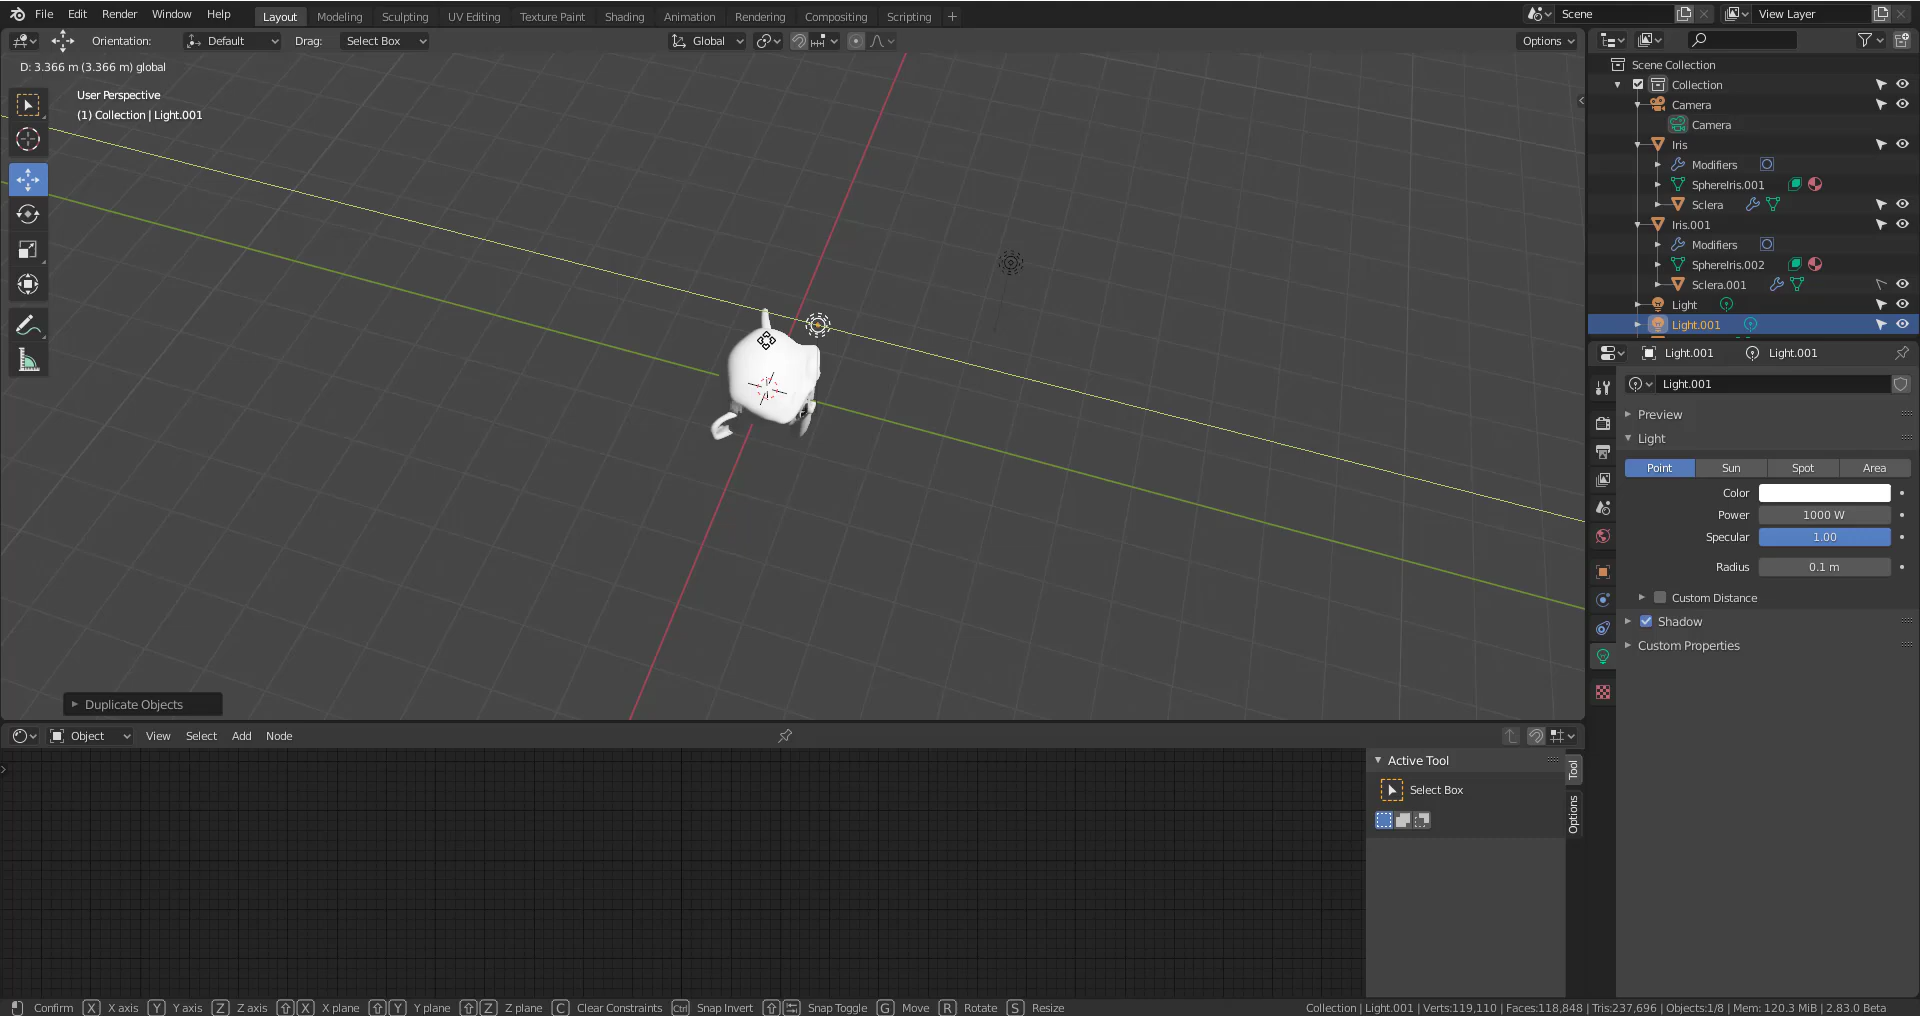 File Edit Render Window Help Layout Modeling Sculpting UV Editing Texture Paint Shading Animation Rendering Compositing Scripting + Scene View Layer
Orientation: Default Drag: Select Box Global Options
D: 3.366 m (3.366 m) global
User Perspective
(1) Collection | Light.001
Scene Collection
Collection
Camera
Camera
Iris
Modifiers
SphereIris.001
Sclera
Iris.001
Modifiers
SphereIris.002
Sclera.001
Light
Light.001
Light.001 Light.001
Light.001
Preview
Light
Point Sun Spot Area
Color
Power 1000 W
Specular 1.00
Radius 0.1 m
Custom Distance
Shadow
Custom Properties
Duplicate Objects
Object View Select Add Node
Active Tool
Select Box
Tool
Options
Confirm X X axis Y Y axis Z Z axis X X plane Y Y plane Z Z plane C Clear Constraints Ctrl Snap Invert Snap Toggle G Move R Rotate S Resize Collection | Light.001 | Verts:119,110 | Faces:118,848 | Tris:237,696 | Objects:1/8 | Mem: 120.3 MiB | 2.83.0 Beta